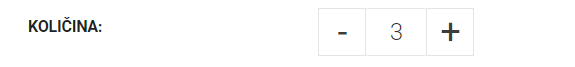 KOLIČINA: - 3 +